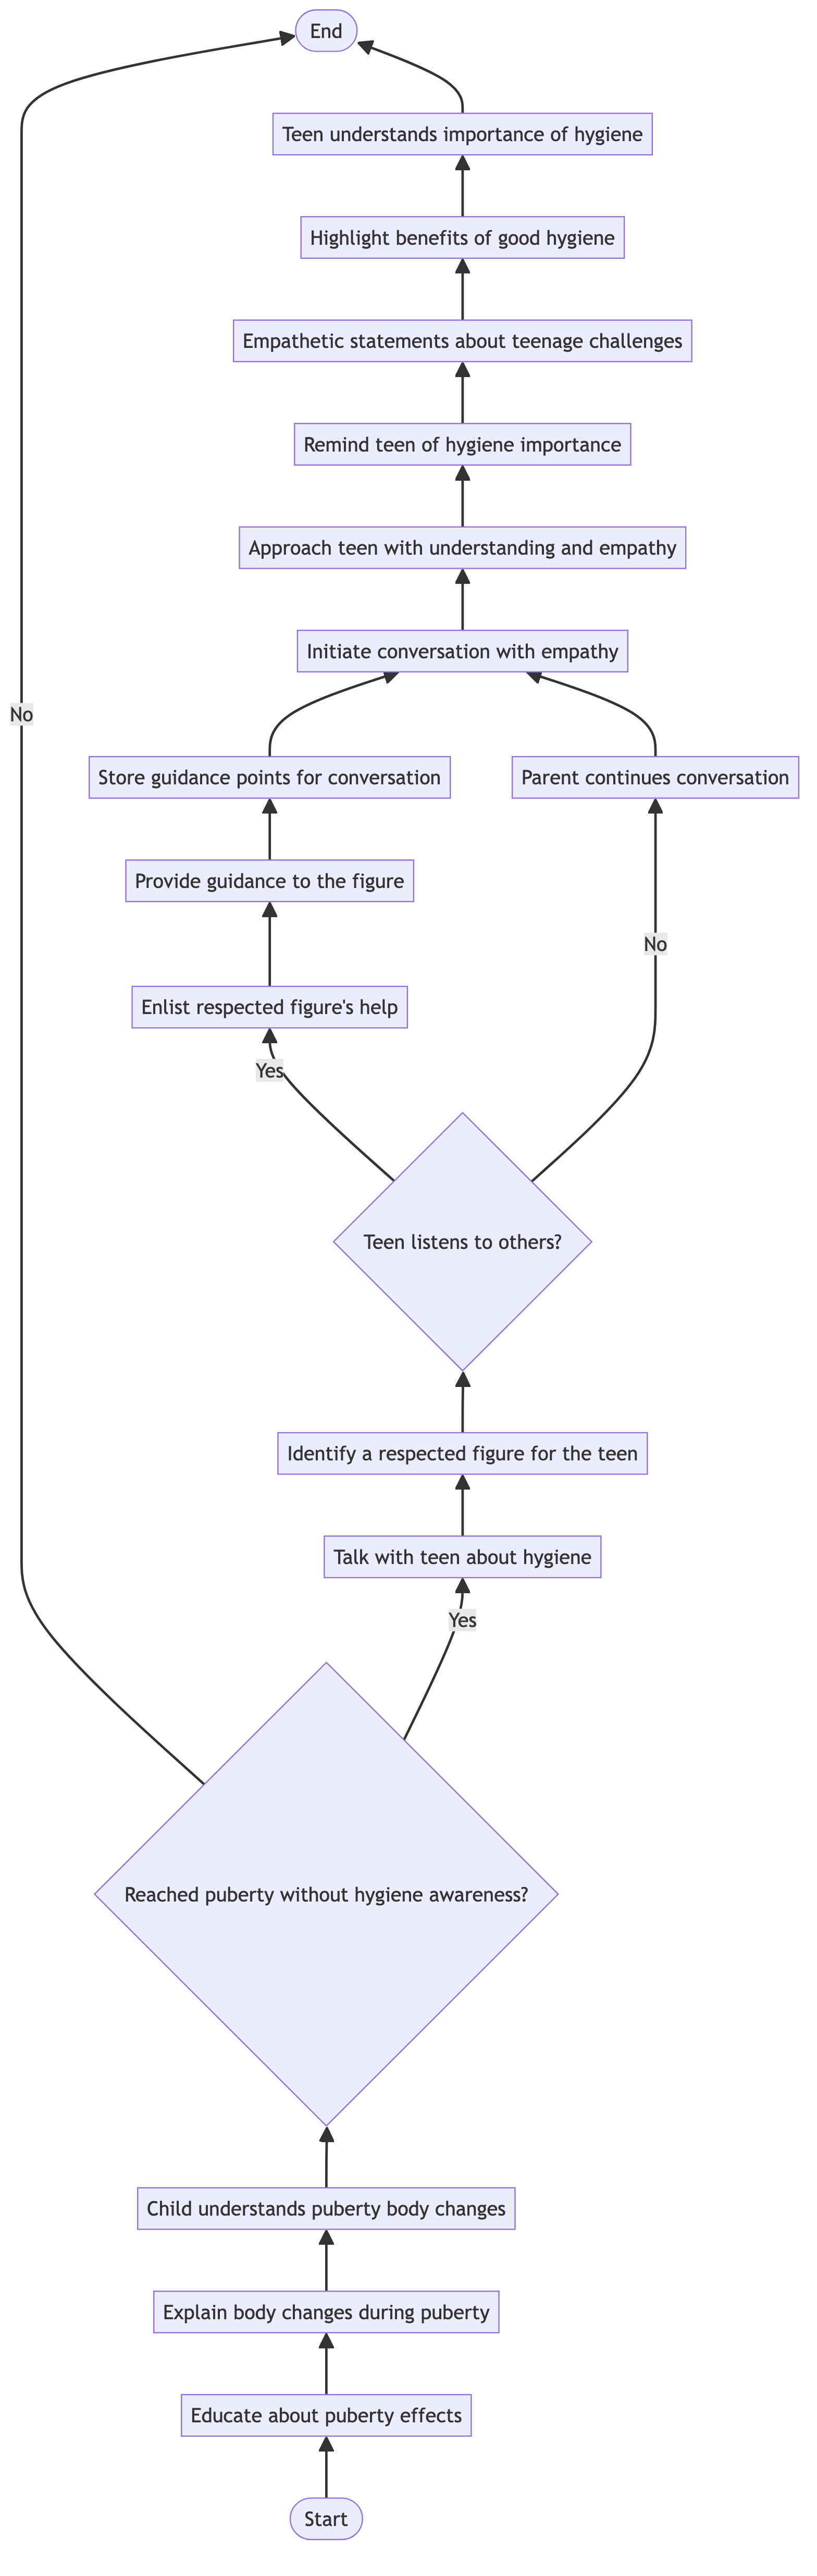 End
Teen understands importance of hygiene
Highlight benefits of good hygiene
Empathetic statements about teenage challenges
Remind teen of hygiene importance
Approach teen with understanding and empathy
Initiate conversation with empathy
No
Store guidance points for conversation
Parent continues conversation
Provide guidance to the figure
No
Enlist respected figure's help
Yes
Teen listens to others?
Identify a respected figure for the teen
Talk with teen about hygiene
Yes
Reached puberty without hygiene awareness?
Child understands puberty body changes
Explain body changes during puberty
Educate about puberty effects
Start